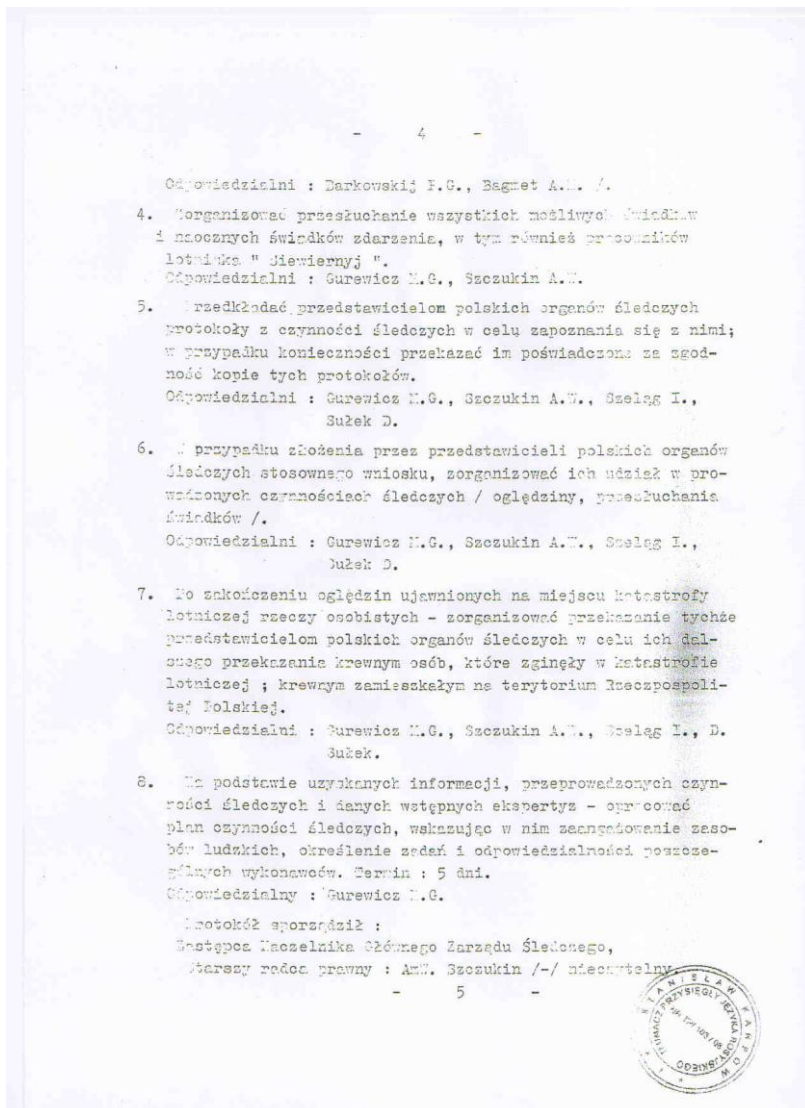 - 4 -
Odpowiedzialni : Darkowskij P.G., Bagmet A.M. /.
4. Zorganizować przesłuchanie wszystkich możliwych świadków
i naocznych świadków zdarzenia, w tym również pracowników
lotniska " Siewiernyj ".
Odpowiedzialni : Gurewicz M.G., Szczukin A.W.
5. Przedkładać przedstawicielom polskich organów śledczych
protokoły z czynności śledczych w celu zapoznania się z nimi;
w przypadku konieczności przekazać im poświadczone za zgod-
ność kopie tych protokołów.
Odpowiedzialni : Gurewicz M.G., Szczukin A.W., Szeląg I.,
Sułek D.
6. W przypadku złożenia przez przedstawicieli polskich organów
śledczych stosownego wniosku, zorganizować ich udział w pro-
wadzonych czynnościach śledczych / oględziny, przesłuchania
świadków /.
Odpowiedzialni : Gurewicz M.G., Szczukin A.W., Szeląg I.,
Sułek D.
7. Po zakończeniu oględzin ujawnionych na miejscu katastrofy
lotniczej rzeczy osobistych - zorganizować przekazanie tychże
przedstawicielom polskich organów śledczych w celu ich dal-
szego przekazania krewnym osób, które zginęły w katastrofie
lotniczej ; krewnym zamieszkałym na terytorium Rzeczpospoli-
tej Polskiej.
Odpowiedzialni : Gurewicz M.G., Szczukin A.W., Szeląg I., D.
Sułek.
8. Na podstawie uzyskanych informacji, przeprowadzonych czyn-
ności śledczych i danych wstępnych ekspertyz - opracować
plan czynności śledczych, wskazując w nim zaangażowanie zaso-
bów ludzkich, określenie zadań i odpowiedzialności poszcze-
gólnych wykonawców. Termin : 5 dni.
Odpowiedzialny : Gurewicz M.G.
Protokół sporządził :
Zastępca Naczelnika Głównego Zarządu Śledczego,
Starszy radca prawny : A.W. Szczukin /-/ nieczytelny.
- 5 -
STANISŁAW KARPOW
TŁUMACZ PRZYSIĘGŁY JĘZYKA ROSYJSKIEGO